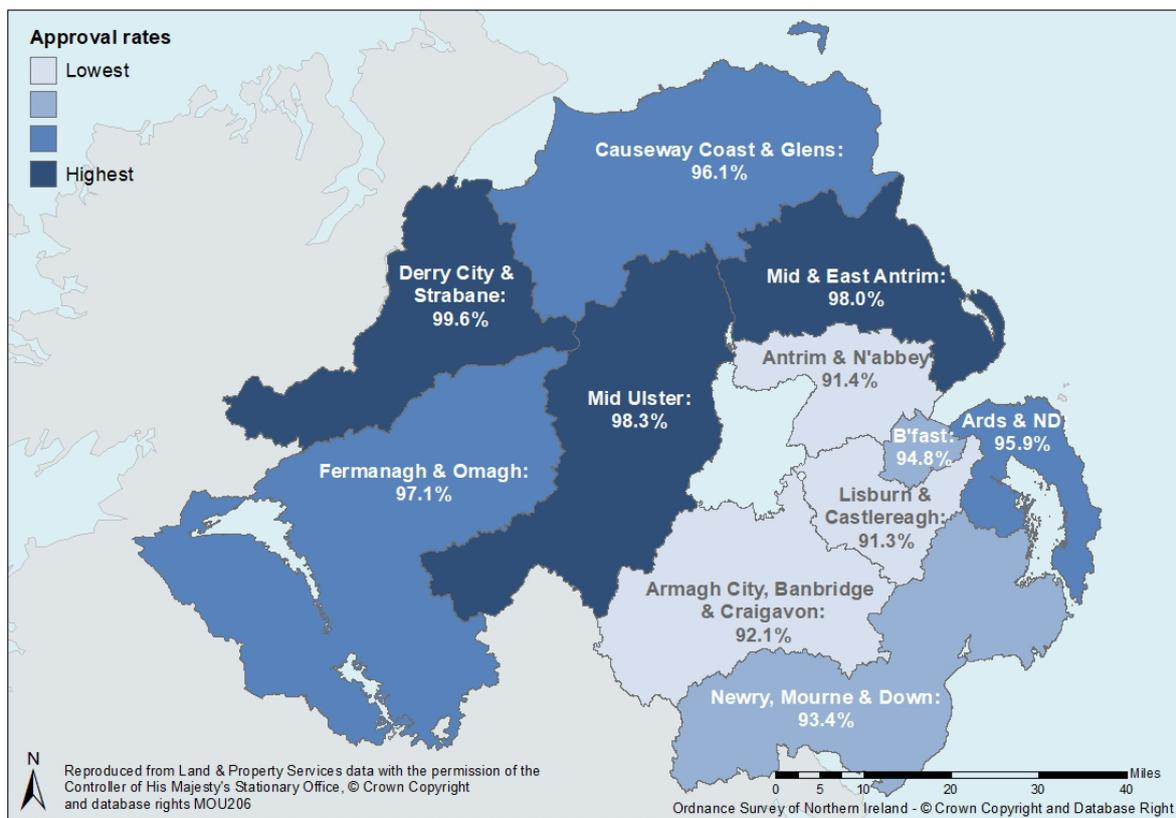 Approval rates
Lowest
Highest
Causeway Coast & Glens:
96.1%
Derry City &
Strabane:
99.6%
Mid & East Antrim:
98.0%
Antrim & N'abbey
91.4%
Mid Ulster:
98.3%
B'fast:
94.8%
Ards & ND:
95.9%
Fermanagh & Omagh:
97.1%
Lisburn &
Castlereagh:
91.3%
Armagh City, Banbridge
& Craigavon:
92.1%
Newry, Mourne & Down:
93.4%
N
Reproduced from Land & Property Services data with the permission of the
Controller of His Majesty's Stationary Office, © Crown Copyright
and database rights MOU206
Miles
0 5 10 20 30 40
Ordnance Survey of Northern Ireland - © Crown Copyright and Database Right